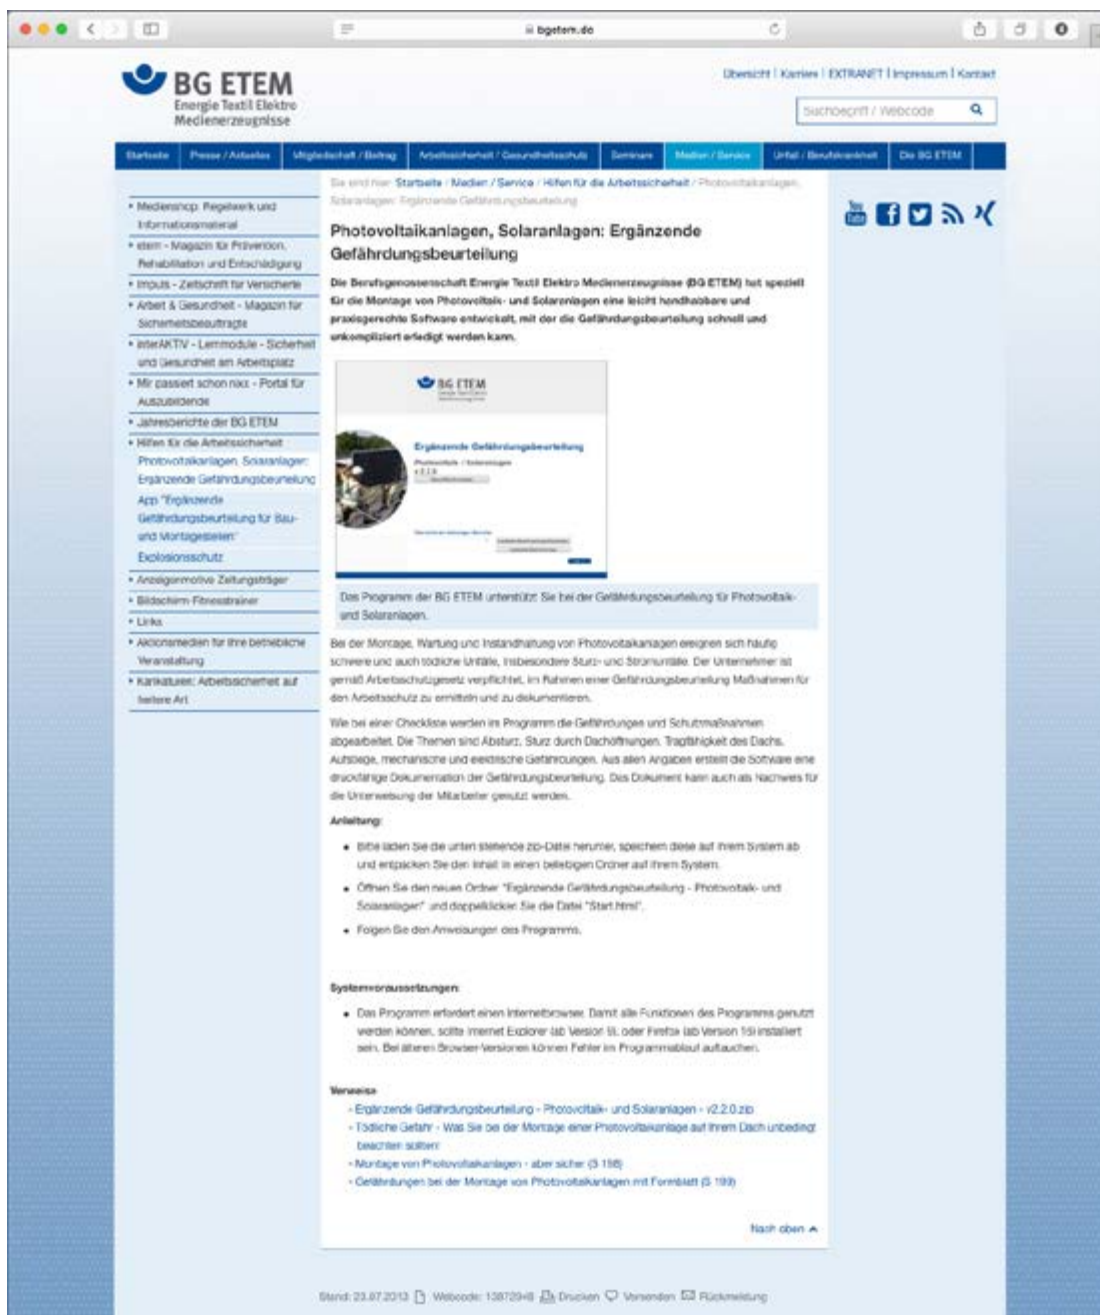 bgetem.de
BG ETEM
Energie Textil Elektro
Medienerzeugnisse
Übersicht | Karriere | EXTRANET | Impressum | Kontakt
Suchbegriff / Webcode
Startseite
Presse / Aktuelles
Mitgliedschaft / Beitrag
Arbeitssicherheit / Gesundheitsschutz
Seminare
Medien / Service
Unfall / Berufskrankheit
Die BG ETEM
• Medienshop: Regelwerk und
Informationsmaterial
• etem - Magazin für Prävention,
Rehabilitation und Entschädigung
• Impuls - Zeitschrift für Versicherte
• Arbeit & Gesundheit - Magazin für
Sicherheitsbeauftragte
• interAKTIV - Lernmodule - Sicherheit
und Gesundheit am Arbeitsplatz
• Mir passiert schon nixx - Portal für
Auszubildende
• Jahresberichte der BG ETEM
• Hilfen für die Arbeitssicherheit
Photovoltaikanlagen, Solaranlagen:
Ergänzende Gefährdungsbeurteilung
App "Ergänzende
Gefährdungsbeurteilung für Bau-
und Montagestellen"
Explosionsschutz
• Anzeigenmotive Zeitungsträger
• Bildschirm-Fitnesstrainer
• Links
• Aktionsmedien für Ihre betriebliche
Veranstaltung
• Karikaturen: Arbeitssicherheit auf
heitere Art
Sie sind hier: Startseite / Medien / Service / Hilfen für die Arbeitssicherheit / Photovoltaikanlagen,
Solaranlagen: Ergänzende Gefährdungsbeurteilung
Photovoltaikanlagen, Solaranlagen: Ergänzende
Gefährdungsbeurteilung
Die Berufsgenossenschaft Energie Textil Elektro Medienerzeugnisse (BG ETEM) hat speziell
für die Montage von Photovoltaik- und Solaranlagen eine leicht handhabbare und
praxisgerechte Software entwickelt, mit der die Gefährdungsbeurteilung schnell und
unkompliziert erledigt werden kann.
BG ETEM
Energie Textil Elektro
Medienerzeugnisse
Ergänzende Gefährdungsbeurteilung
Photovoltaik / Solaranlagen
v 2.2.0
Das Programm der BG ETEM unterstützt Sie bei der Gefährdungsbeurteilung für Photovoltaik-
und Solaranlagen.
Bei der Montage, Wartung und Instandhaltung von Photovoltaikanlagen ereignen sich häufig
schwere und auch tödliche Unfälle, insbesondere Sturz- und Stromunfälle. Der Unternehmer ist
gemäß Arbeitsschutzgesetz verpflichtet, im Rahmen einer Gefährdungsbeurteilung Maßnahmen für
den Arbeitsschutz zu ermitteln und zu dokumentieren.
Wie bei einer Checkliste werden im Programm die Gefährdungen und Schutzmaßnahmen
abgearbeitet. Die Themen sind Absturz, Sturz durch Dachöffnungen, Tragfähigkeit des Dachs,
Aufstiege, mechanische und elektrische Gefährdungen. Aus allen Angaben erstellt die Software eine
druckfähige Dokumentation der Gefährdungsbeurteilung. Das Dokument kann auch als Nachweis für
die Unterweisung der Mitarbeiter genutzt werden.
Anleitung:
• Bitte laden Sie die unten stehende zip-Datei herunter, speichern diese auf Ihrem System ab
und entpacken Sie den Inhalt in einen beliebigen Ordner auf Ihrem System.
• Öffnen Sie den neuen Ordner "Ergänzende Gefährdungsbeurteilung - Photovoltaik- und
Solaranlagen" und doppelklicken Sie die Datei "Start.html".
• Folgen Sie den Anweisungen des Programms.
Systemvoraussetzungen:
• Das Programm erfordert einen Internetbrowser. Damit alle Funktionen des Programms genutzt
werden können, sollte Internet Explorer (ab Version 9), oder Firefox (ab Version 15) installiert
sein. Bei älteren Browser-Versionen können Fehler im Programmablauf auftauchen.
Verweise
- Ergänzende Gefährdungsbeurteilung - Photovoltaik- und Solaranlagen - v2.2.0.zip
- Tödliche Gefahr - Was Sie bei der Montage einer Photovoltaikanlage auf Ihrem Dach unbedingt
beachten sollten!
- Montage von Photovoltaikanlagen - aber sicher (S 156)
- Gefährdungen bei der Montage von Photovoltaikanlagen mit Formblatt (S 199)
Nach oben
Stand: 23.07.2013 Webcode: 13872948 Drucken Versenden Rückmeldung